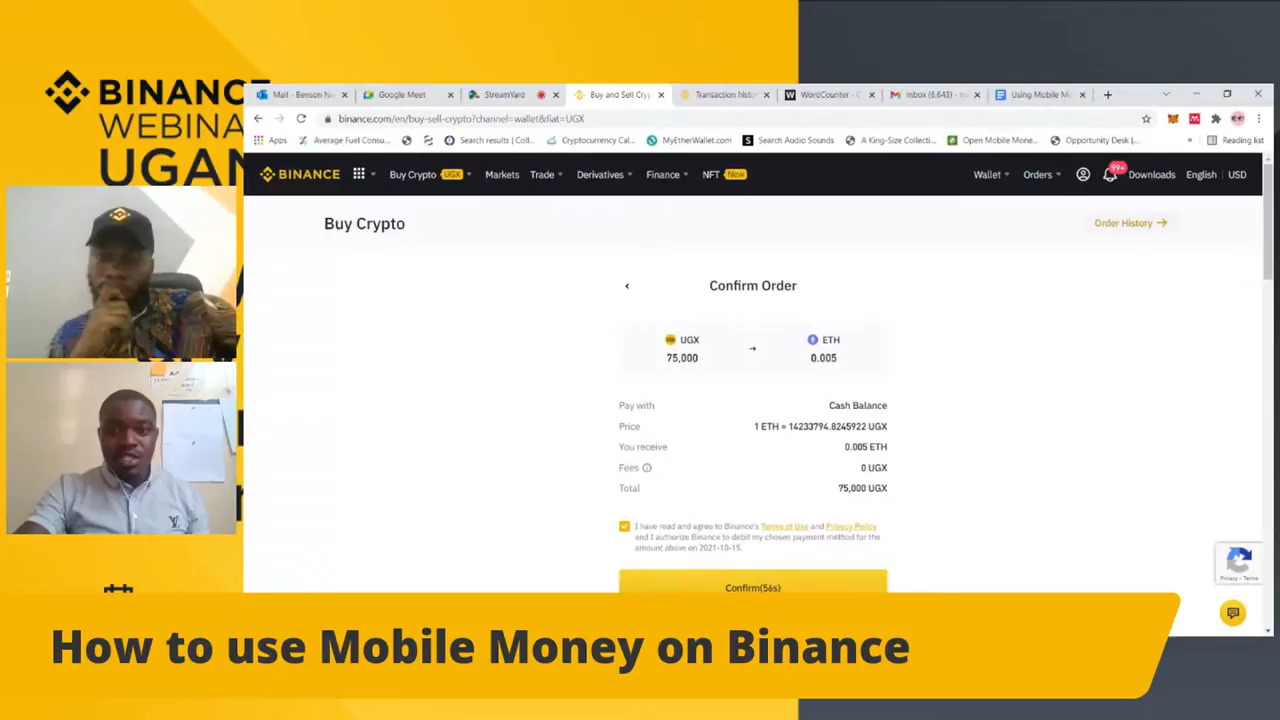 BINANCE
WEBINA
UGAN
Mail - Benson Na
Google Meet
StreamYard
Buy and Sell Cryp
Transaction histo
WordCounter - C
Inbox (6,643) -
Using Mobile M
binance.com/en/buy-sell-crypto?channel=wallet&fiat=UGX
Apps
Average Fuel Consu...
Search results | Coll...
Cryptocurrency Cal...
MyEtherWallet.com
Search Audio Sounds
A King-Size Collecti...
Open Mobile Mone...
Opportunity Desk |...
»
Reading list
BINANCE
Buy Crypto UGX
Markets
Trade
Derivatives
Finance
NFT New
Wallet
Orders
99+
Downloads
English | USD
Buy Crypto
Order History →
Confirm Order
UGX → ETH
75,000 0.005
Pay with Cash Balance
Price 1 ETH = 14233794.8245922 UGX
You receive 0.005 ETH
Fees 0 UGX
Total 75,000 UGX
I have read and agree to Binance's Terms of Use and Privacy Policy
and I authorize Binance to debit my chosen payment method for the
amount above on 2021-10-15.
Confirm(56s)
Privacy - Terms
How to use Mobile Money on Binance